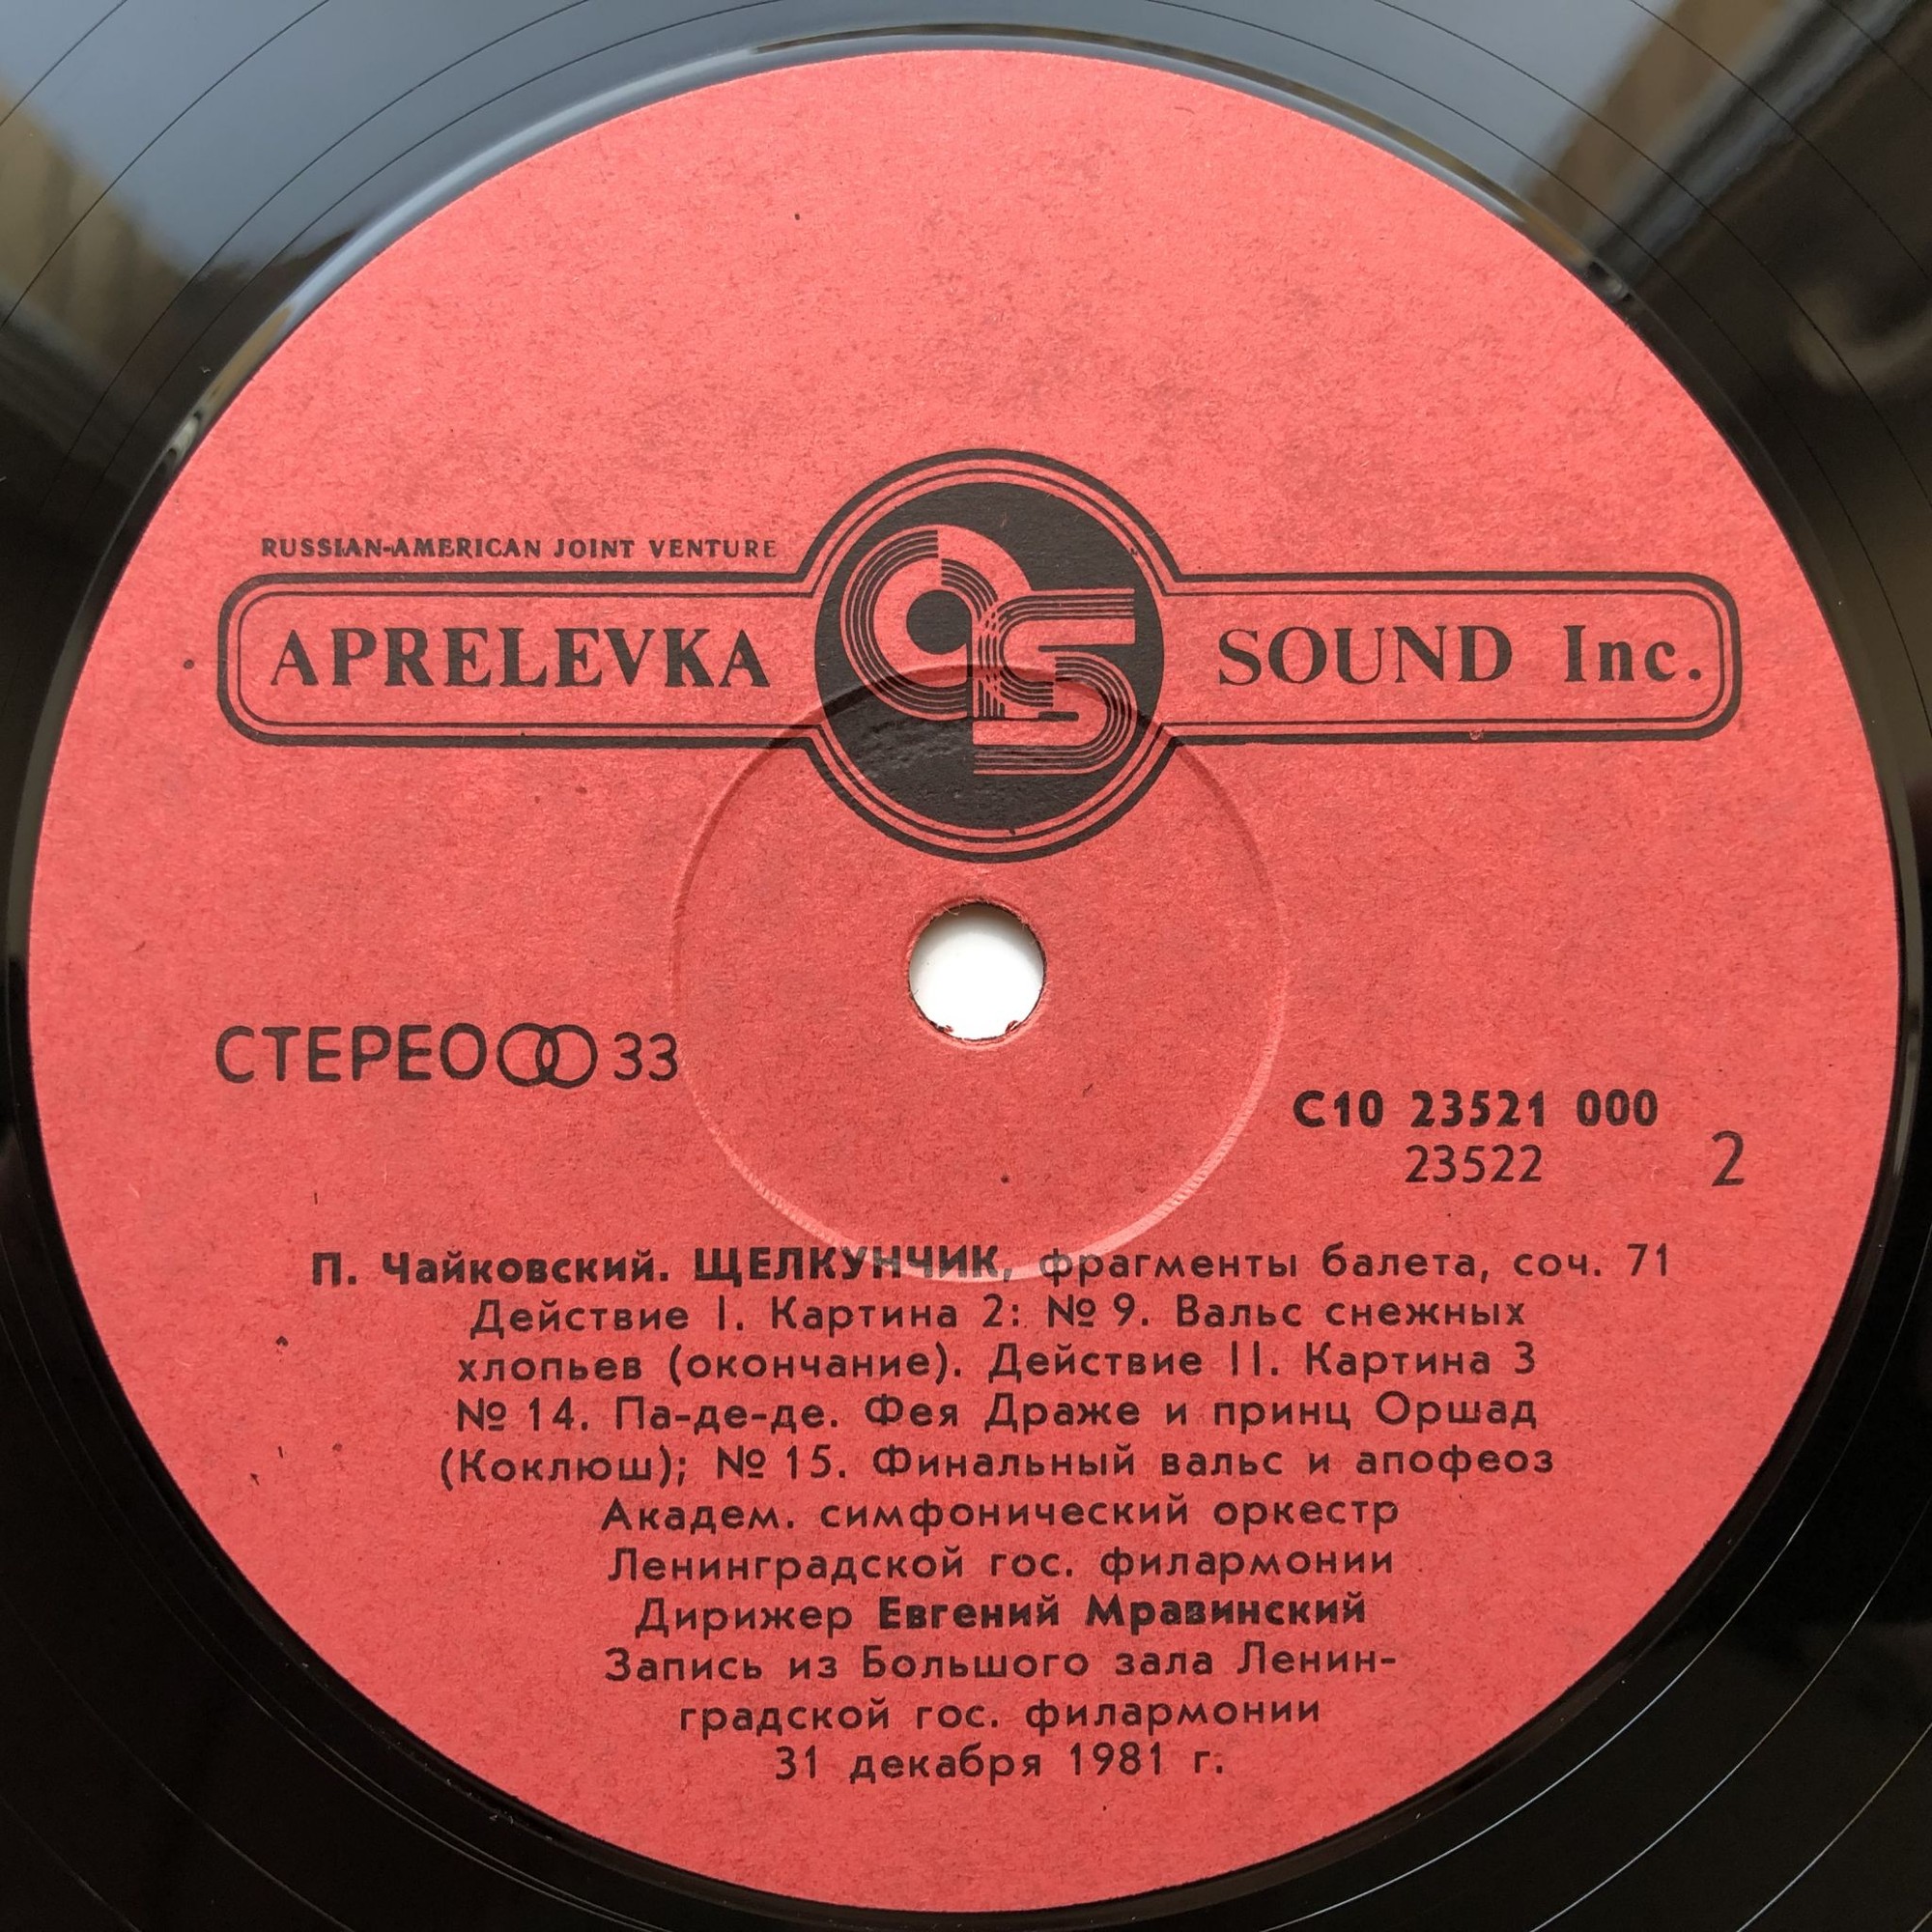 RUSSIAN-AMERICAN JOINT VENTURE
APRELEVKA SOUND Inc.
СТЕРЕО 33
С10 23521 000
23522
2
П. Чайковский. ЩЕЛКУНЧИК, фрагменты балета, соч. 71
Действие I. Картина 2: № 9. Вальс снежных
хлопьев (окончание). Действие II. Картина 3
№ 14. Па-де-де. Фея Драже и принц Оршад
(Коклюш); № 15. Финальный вальс и апофеоз
Академ. симфонический оркестр
Ленинградской гос. филармонии
Дирижер Евгений Мравинский
Запись из Большого зала Ленин-
градской гос. филармонии
31 декабря 1981 г.